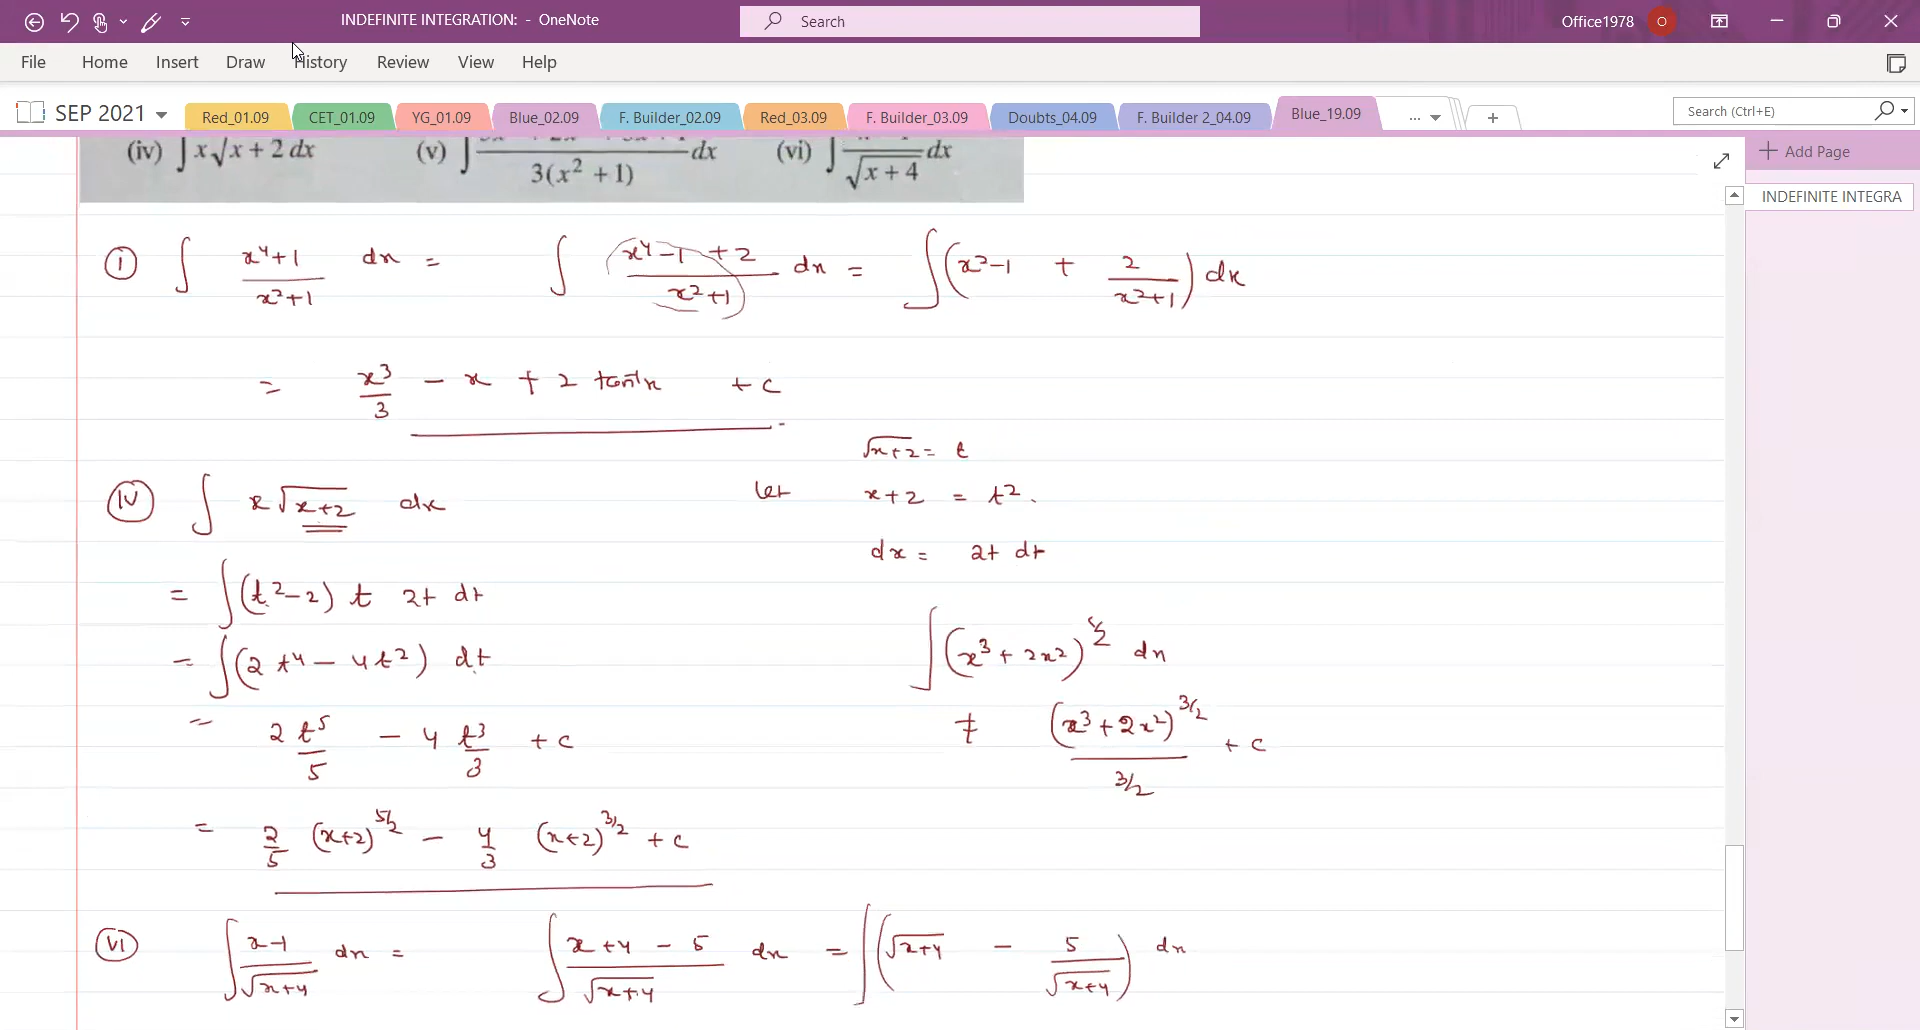 INDEFINITE INTEGRATION: - OneNote
Search
Office1978
O
File Home Insert Draw History Review View Help
SEP 2021
Red_01.09 CET_01.09 YG_01.09 Blue_02.09 F. Builder_02.09 Red_03.09 F. Builder_03.09 Doubts_04.09 F. Builder 2_04.09 Blue_19.09 ... +
Search (Ctrl+E)
Add Page
INDEFINITE INTEGRA
(iv) ∫ x√(x + 2) dx (v) ∫ dx / 3(x² + 1) (vi) ∫ dx / √(x + 4)
(i) ∫ (x⁴+1)/(x²+1) dx = ∫ (x⁴-1 +2)/(x²+1) dx = ∫ (x²-1 + 2/(x²+1)) dx
= x³/3 - x + 2 tan⁻¹x + c
√(x+2) = t
(iv) ∫ x√(x+2) dx let x+2 = t².
dx = 2t dt
= ∫ (t²-2) t 2t dt
= ∫ (2t⁴ - 4t²) dt ∫ (x³+2x²)^½ dx
= 2 t⁵/5 - 4 t³/3 + c ≠ (x³+2x²)^3/2 / 3/2 + c
= 2/5 (x+2)^5/2 - 4/3 (x+2)^3/2 + c
(vi) ∫ (x-1)/√(x+4) dx = ∫ (x+4 - 5)/√(x+4) dx = ∫ (√(x+4) - 5/√(x+4)) dx